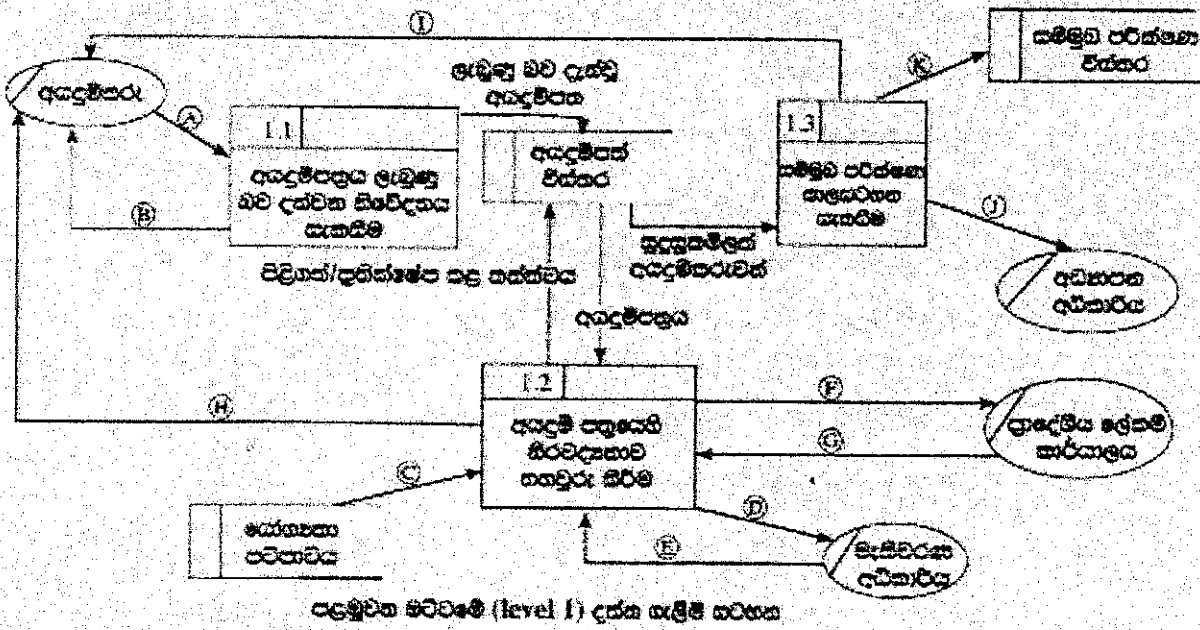 Ⓘ
සම්මුඛ පරීක්ෂණ
විස්තර
Ⓚ
ලැබුණු බව දැන්වූ
අයදුම්පත
අයදුම්කරු
Ⓐ
1.1
අයදුම්පත්‍රය ලැබුණු
බව දන්වන නිවේදනය
සැකසීම
Ⓑ
අයදුම්පත්
විස්තර
1.3
සම්මුඛ පරීක්ෂණ
කාලසටහන
සැකසීම
Ⓙ
සුදුසුකම්ලත්
අයදුම්කරුවන්
පිළිගත්/ප්‍රතික්ෂේප කළ තත්ත්වය
අධ්‍යාපන
අධිකාරිය
අයදුම්පත්‍රය
1.2
අයදුම් පත්‍රයෙහි
නිරවද්‍යතාව
තහවුරු කිරීම
Ⓗ
Ⓕ
Ⓖ
ප්‍රාදේශීය ලේකම්
කාර්යාලය
Ⓒ
යෝග්‍යතා
පටිපාටිය
Ⓓ
Ⓔ
මැතිවරණ
අධිකාරිය
පළමුවන මට්ටමේ (level 1) දත්ත ගැලීම් සටහන